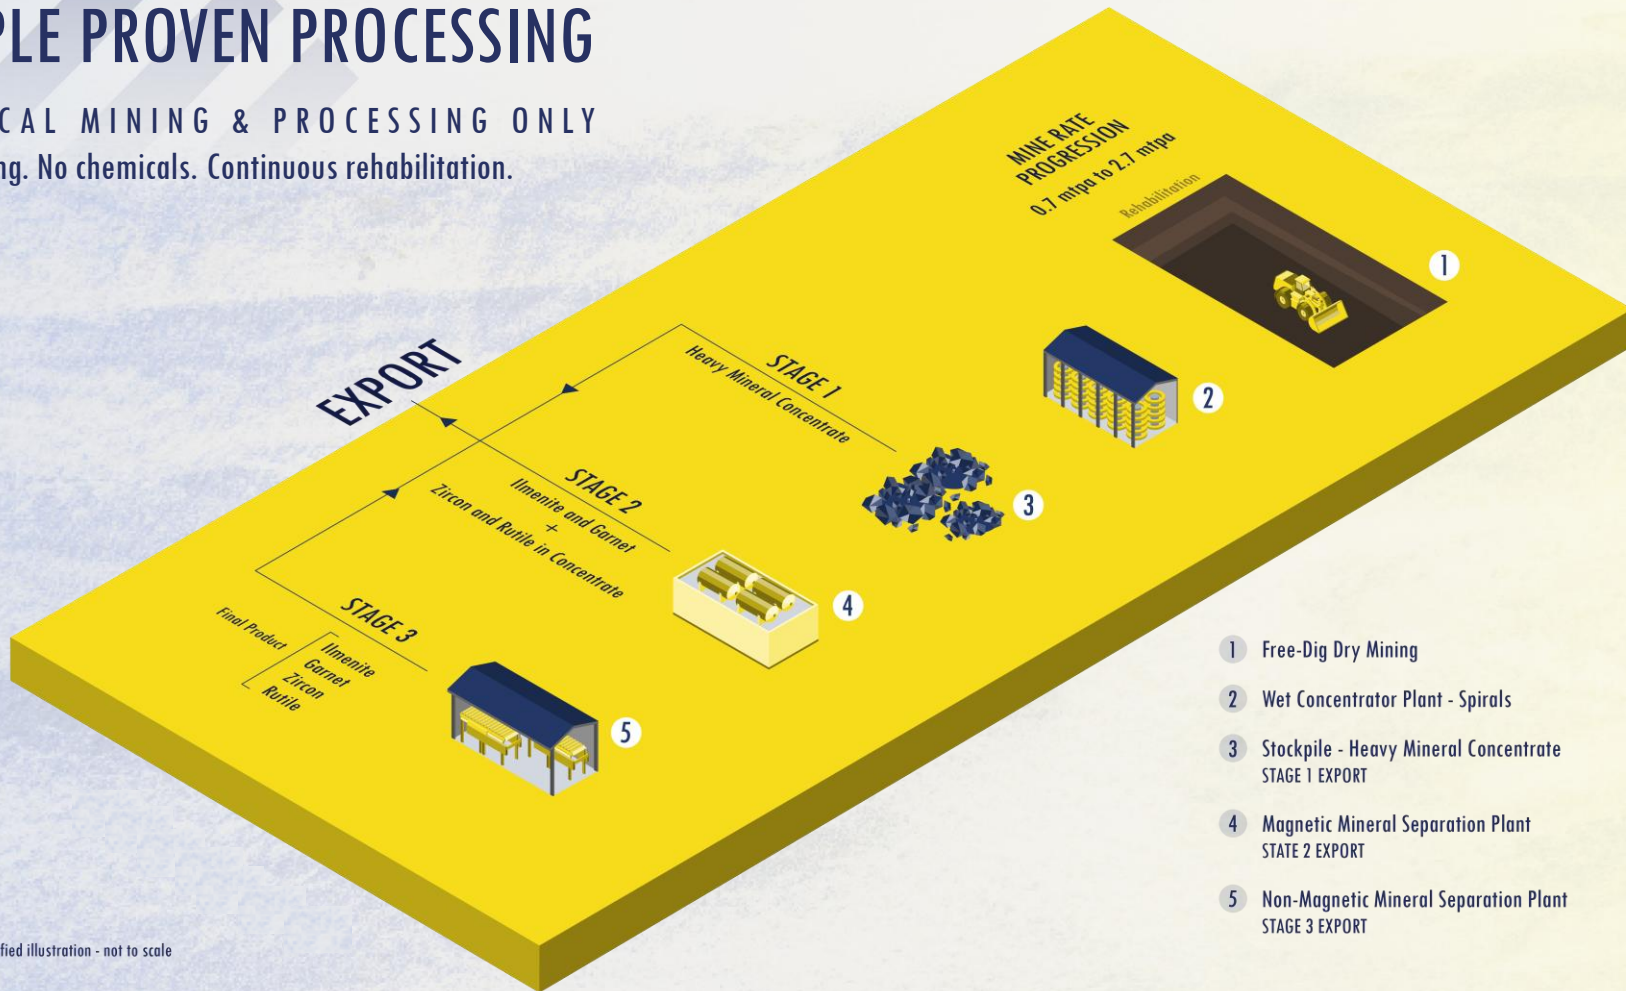 PLE PROVEN PROCESSING
CAL MINING & PROCESSING ONLY
ng. No chemicals. Continuous rehabilitation.
MINE RATE
PROGRESSION
0.7 mtpa to 2.7 mtpa
Rehabilitation
1
2
3
4
5
EXPORT
STAGE 1
Heavy Mineral Concentrate
STAGE 2
Ilmenite and Garnet
+
Zircon and Rutile in Concentrate
STAGE 3
Final Product
Ilmenite
Garnet
Zircon
Rutile
1 Free-Dig Dry Mining
2 Wet Concentrator Plant - Spirals
3 Stockpile - Heavy Mineral Concentrate
STAGE 1 EXPORT
4 Magnetic Mineral Separation Plant
STATE 2 EXPORT
5 Non-Magnetic Mineral Separation Plant
STAGE 3 EXPORT
fied illustration - not to scale